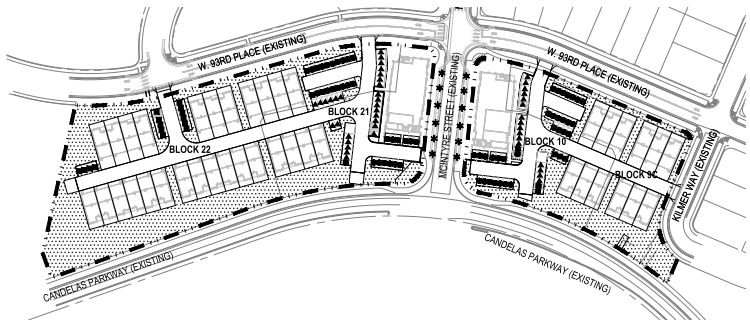 W. 93RD PLACE (EXISTING)
W. 93RD PLACE (EXISTING)
MCINTYRE STREET (EXISTING)
BLOCK 21
BLOCK 22
BLOCK 10
BLOCK 9C
KILMER WAY (EXISTING)
CANDELAS PARKWAY (EXISTING)
CANDELAS PARKWAY (EXISTING)